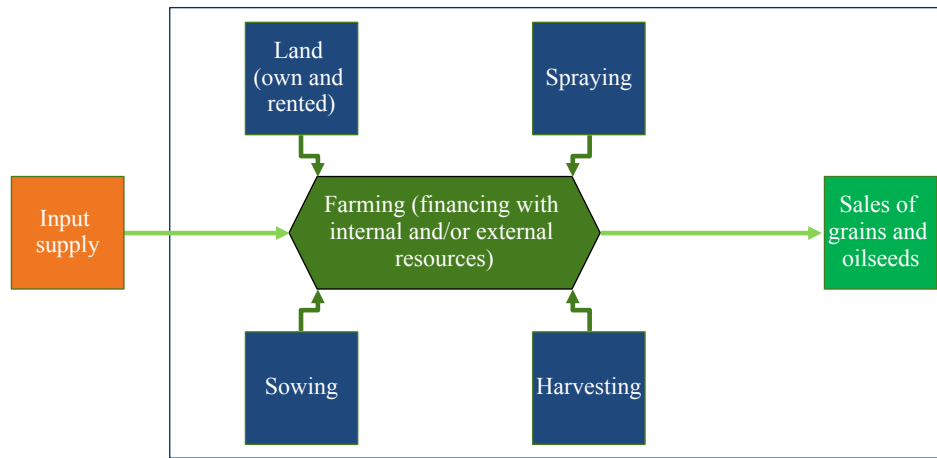 Land
(own and
rented)
Spraying
Input
supply
Farming (financing with
internal and/or external
resources)
Sales of
grains and
oilseeds
Sowing
Harvesting